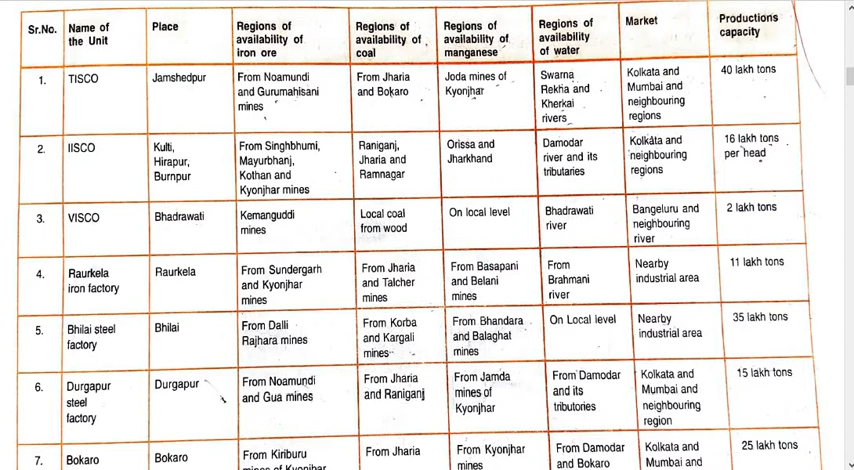 Sr.No. Name of the Unit Place Regions of availability of iron ore Regions of availability of coal Regions of availability of manganese Regions of availability of water Market Productions capacity
1. TISCO Jamshedpur From Noamundi and Gurumahisani mines From Jharia and Bokaro Joda mines of Kyonjhar Swarna Rekha and Kherkai rivers Kolkata and Mumbai and neighbouring regions 40 lakh tons
2. IISCO Kulti, Hirapur, Burnpur From Singhbhumi, Mayurbhanj, Kothan and Kyonjhar mines Raniganj, Jharia and Ramnagar Orissa and Jharkhand Damodar river and its tributaries Kolkata and neighbouring regions 16 lakh tons per head
3. VISCO Bhadrawati Kemanguddi mines Local coal from wood On local level Bhadrawati river Bangeluru and neighbouring river 2 lakh tons
4. Raurkela iron factory Raurkela From Sundergarh and Kyonjhar mines From Jharia and Talcher mines From Basapani and Belani mines From Brahmani river Nearby industrial area 11 lakh tons
5. Bhilai steel factory Bhilai From Dalli Rajhara mines From Korba and Kargali mines From Bhandara and Balaghat mines On Local level Nearby industrial area 35 lakh tons
6. Durgapur steel factory Durgapur From Noamundi and Gua mines From Jharia and Raniganj From Jamda mines of Kyonjhar From Damodar and its tributories Kolkata and Mumbai and neighbouring region 15 lakh tons
7. Bokaro Bokaro From Kiriburu mines of Kyonjhar From Jharia From Kyonjhar mines From Damodar and Bokaro Kolkata and Mumbai and 25 lakh tons